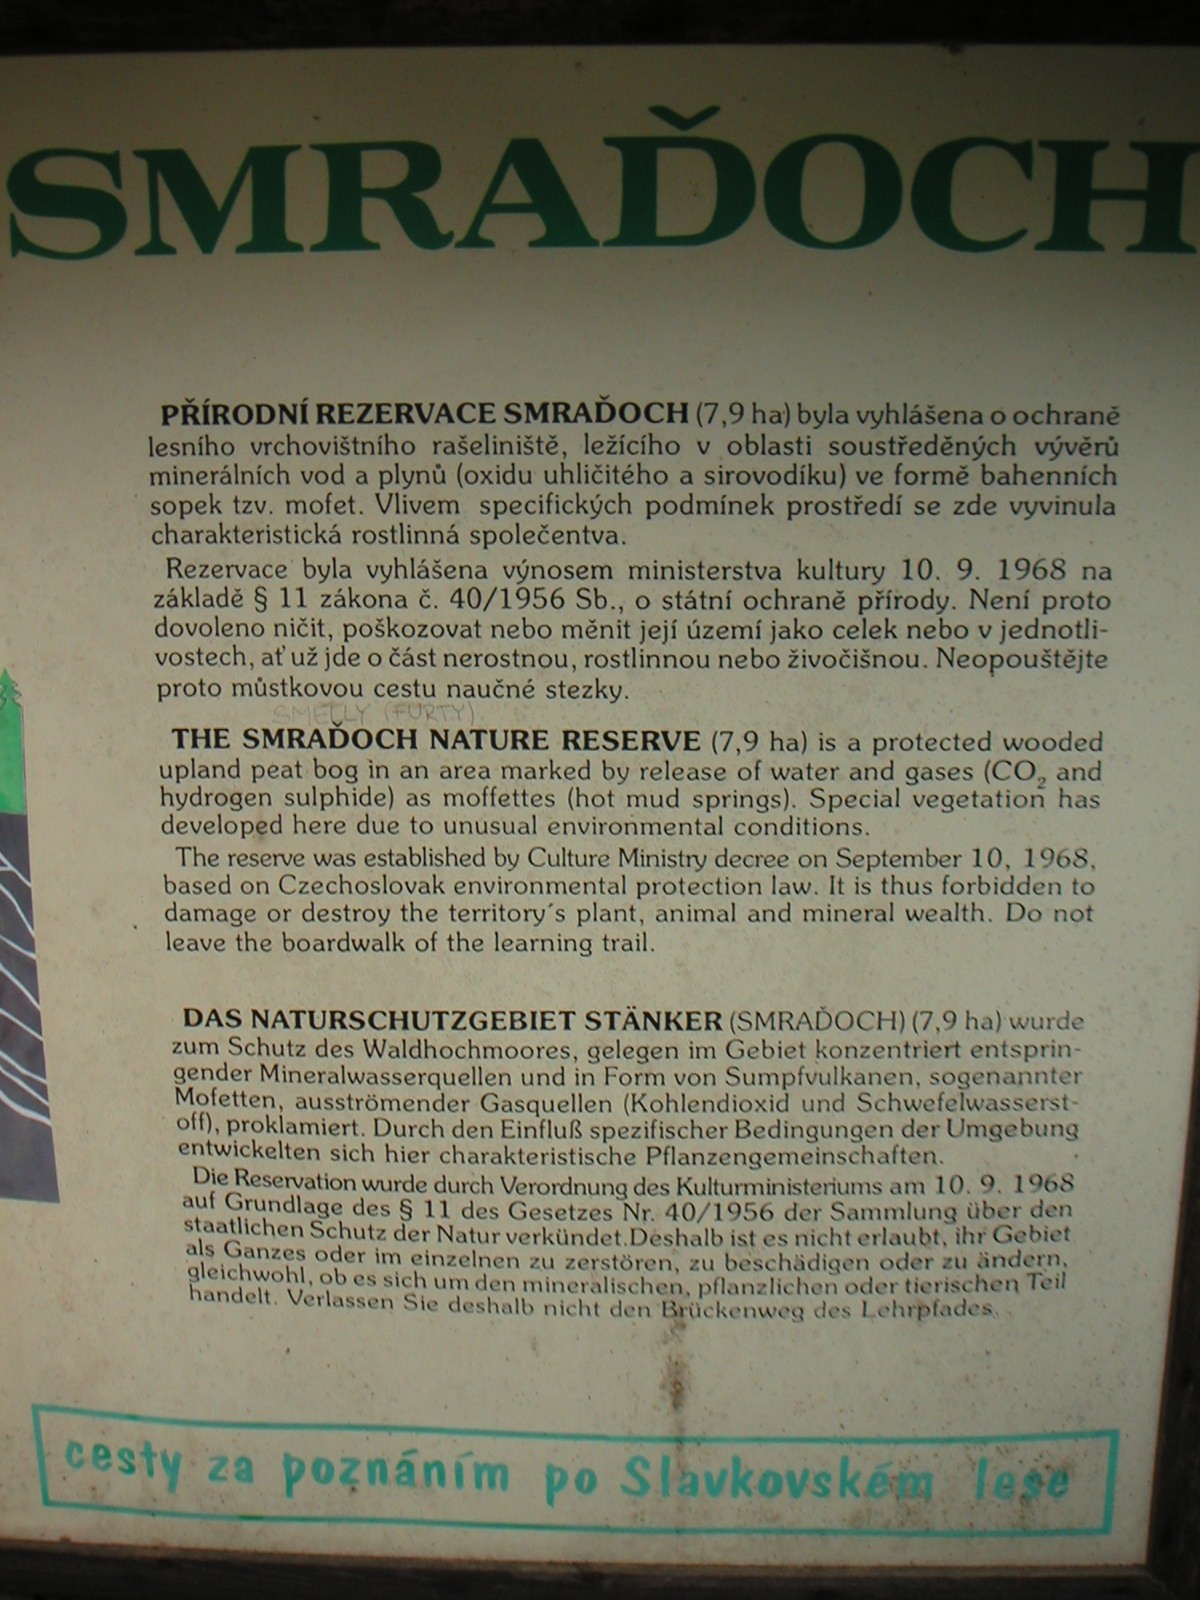 SMRAĎOCH
PŘÍRODNÍ REZERVACE SMRAĎOCH (7,9 ha) byla vyhlášena o ochraně
lesního vrchovištního rašeliniště, ležícího v oblasti soustředěných vývěrů
minerálních vod a plynů (oxidu uhličitého a sirovodíku) ve formě bahenních
sopek tzv. mofet. Vlivem specifických podmínek prostředí se zde vyvinula
charakteristická rostlinná společentva.
Rezervace byla vyhlášena výnosem ministerstva kultury 10. 9. 1968 na
základě § 11 zákona č. 40/1956 Sb., o státní ochraně přírody. Není proto
dovoleno ničit, poškozovat nebo měnit její území jako celek nebo v jednotli-
vostech, ať už jde o část nerostnou, rostlinnou nebo živočišnou. Neopouštějte
proto můstkovou cestu naučné stezky.
SMELLY (FURTY)
THE SMRAĎOCH NATURE RESERVE (7,9 ha) is a protected wooded
upland peat bog in an area marked by release of water and gases (CO₂ and
hydrogen sulphide) as moffettes (hot mud springs). Special vegetation has
developed here due to unusual environmental conditions.
The reserve was established by Culture Ministry decree on September 10, 1968,
based on Czechoslovak environmental protection law. It is thus forbidden to
damage or destroy the territory´s plant, animal and mineral wealth. Do not
leave the boardwalk of the learning trail.
DAS NATURSCHUTZGEBIET STÄNKER (SMRAĎOCH) (7,9 ha) wurde
zum Schutz des Waldhochmoores, gelegen im Gebiet konzentriert entsprin-
gender Mineralwasserquellen und in Form von Sumpfvulkanen, sogenannter
Mofetten, ausströmender Gasquellen (Kohlendioxid und Schwefelwasserst-
off), proklamiert. Durch den Einfluß spezifischer Bedingungen der Umgebung
entwickelten sich hier charakteristische Pflanzengemeinschaften.
Die Reservation wurde durch Verordnung des Kulturministeriums am 10. 9. 1968
auf Grundlage des § 11 des Gesetzes Nr. 40/1956 der Sammlung über den
staatlichen Schutz der Natur verkündet.Deshalb ist es nicht erlaubt, ihr Gebiet
als Ganzes oder im einzelnen zu zerstören, zu beschädigen oder zu ändern,
gleichwohl, ob es sich um den mineralischen, pflanzlichen oder tierischen Teil
handelt. Verlassen Sie deshalb nicht den Brückenweg des Lehrpfades.
cesty za poznáním po Slavkovském lese